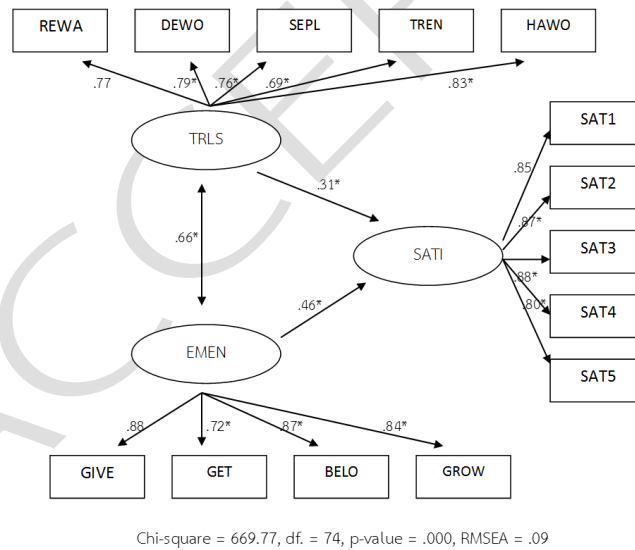 REWA DEWO SEPL TREN HAWO
.77 .79* .76* .69* .83*
TRLS
SAT1
.85
.31*
SAT2
.87*
.66*
SATI
SAT3
.88*
.46*
.80*
SAT4
EMEN
SAT5
.88 .72* .87* .84*
GIVE GET BELO GROW
Chi-square = 669.77, df. = 74, p-value = .000, RMSEA = .09